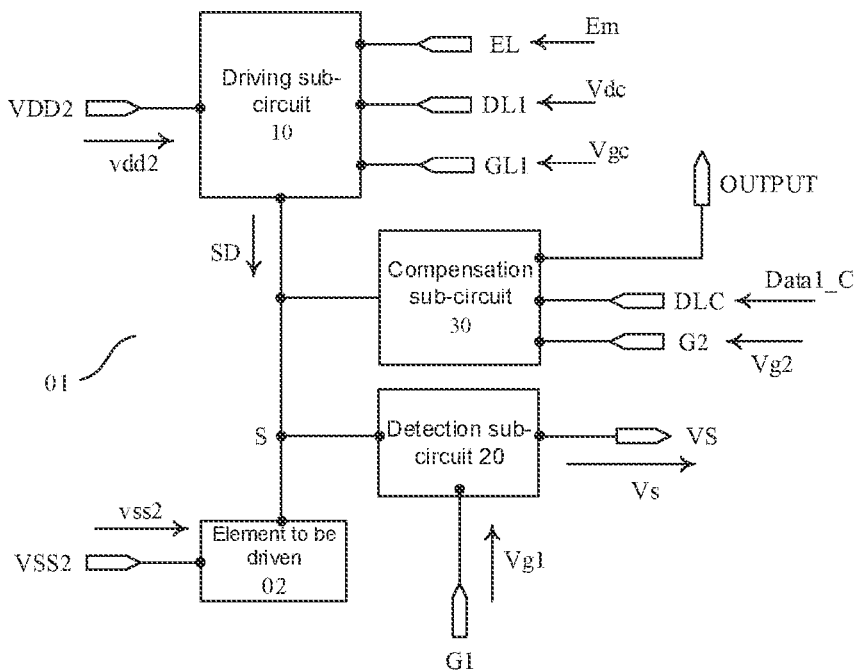 Em
EL
Driving sub-
circuit
10
VDD2
vdd2
Vdc
DL1
Vgc
GL1
OUTPUT
SD
Compensation
sub-circuit
30
Data1_C
DLC
G2
Vg2
01
S
Detection sub-
circuit 20
VS
Vs
vss2
VSS2
Element to be
driven
02
Vg1
G1